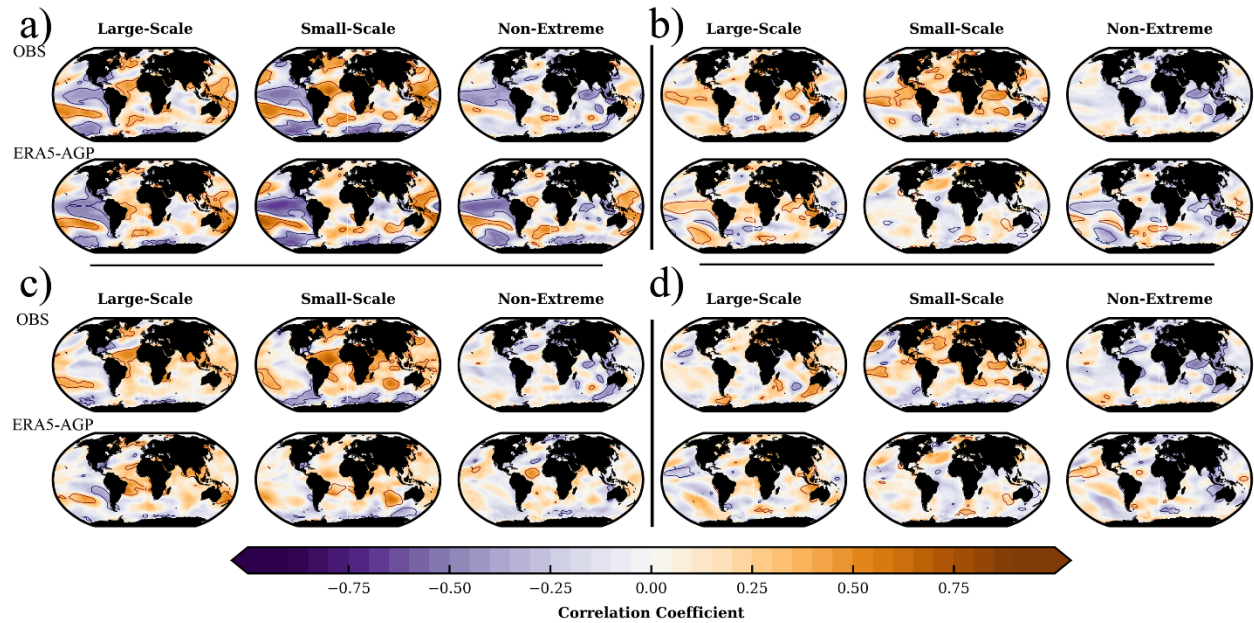 a)
Large-Scale Small-Scale Non-Extreme
OBS
ERA5-AGP
b)
Large-Scale Small-Scale Non-Extreme
c)
Large-Scale Small-Scale Non-Extreme
OBS
ERA5-AGP
d)
Large-Scale Small-Scale Non-Extreme
−0.75 −0.50 −0.25 0.00 0.25 0.50 0.75
Correlation Coefficient